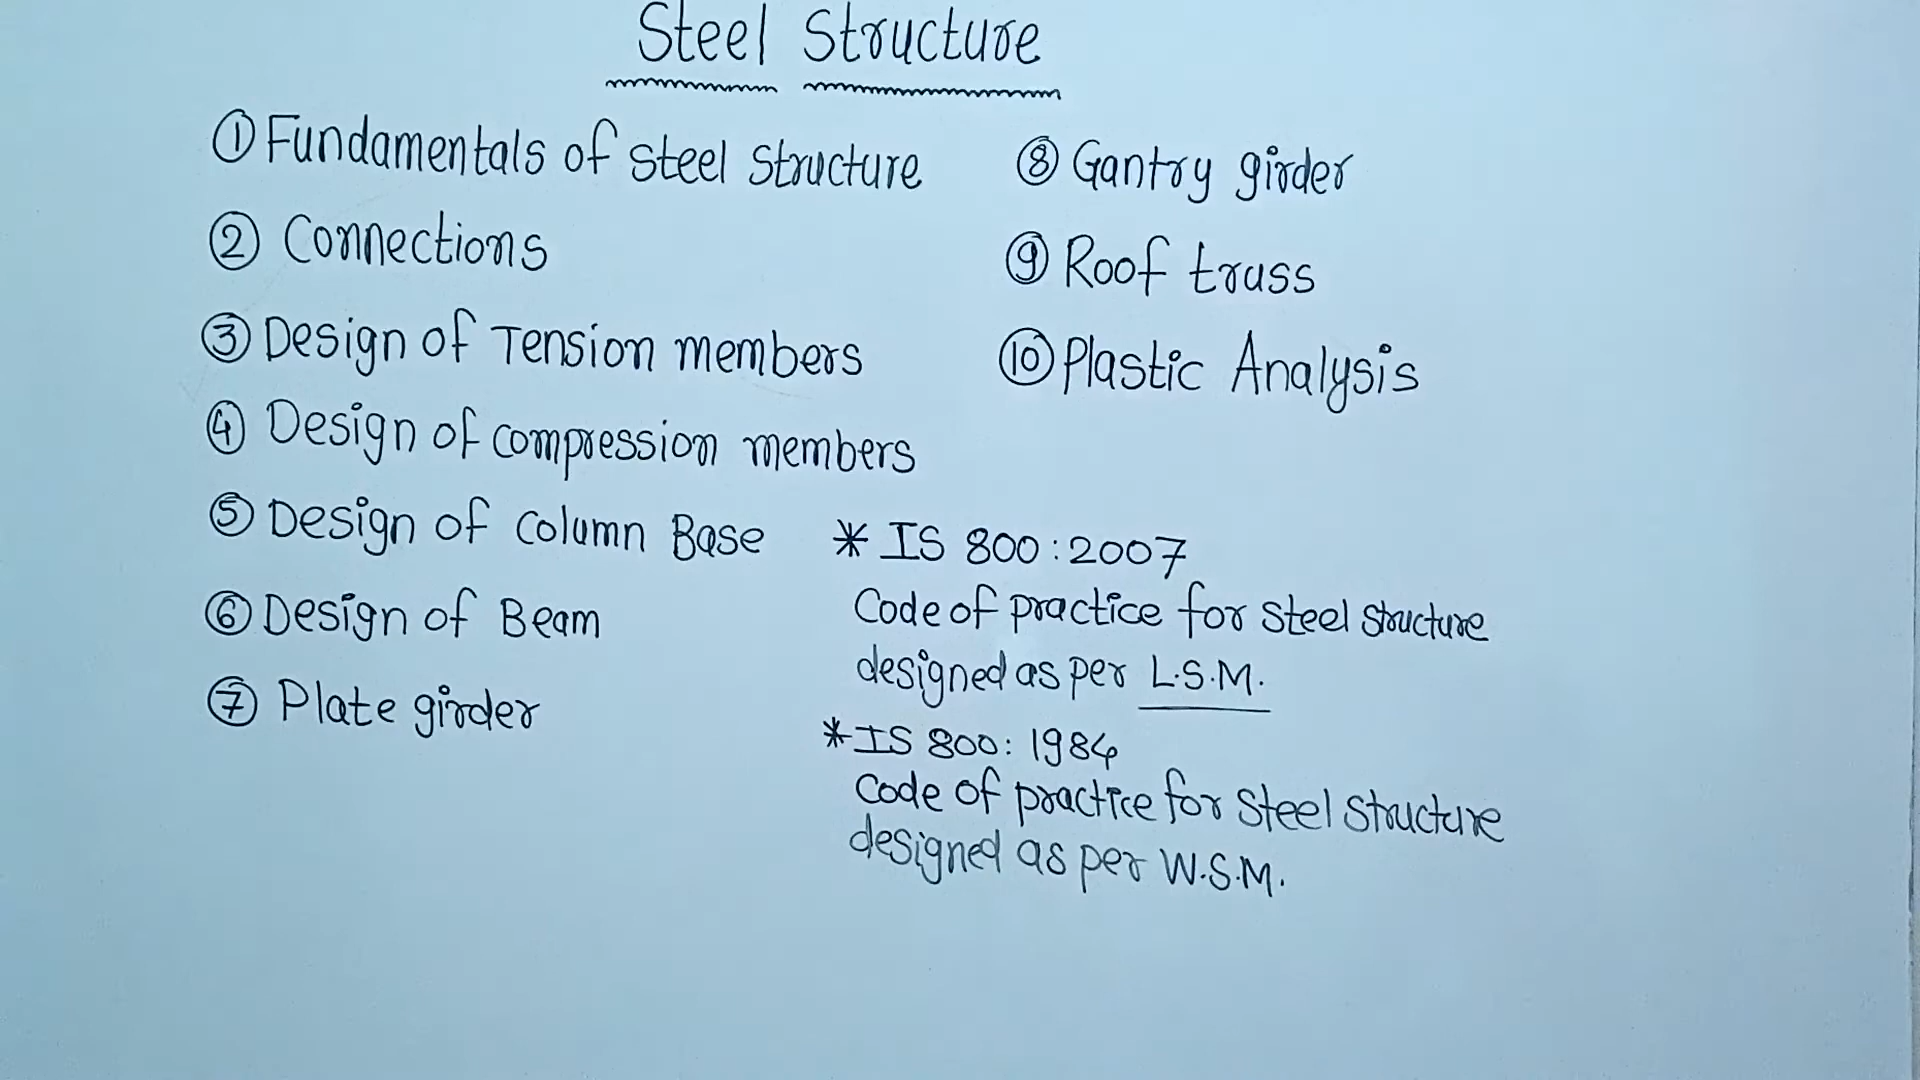 Steel Structure
① Fundamentals of Steel Structure
② Connections
③ Design of Tension members
④ Design of compression members
⑤ Design of Column Base
⑥ Design of Beam
⑦ Plate girder
⑧ Gantry girder
⑨ Roof truss
⑩ Plastic Analysis
* IS 800:2007
Code of practice for Steel Structure
designed as per L.S.M.
* IS 800: 1984
Code of practice for Steel Structure
designed as per W.S.M.